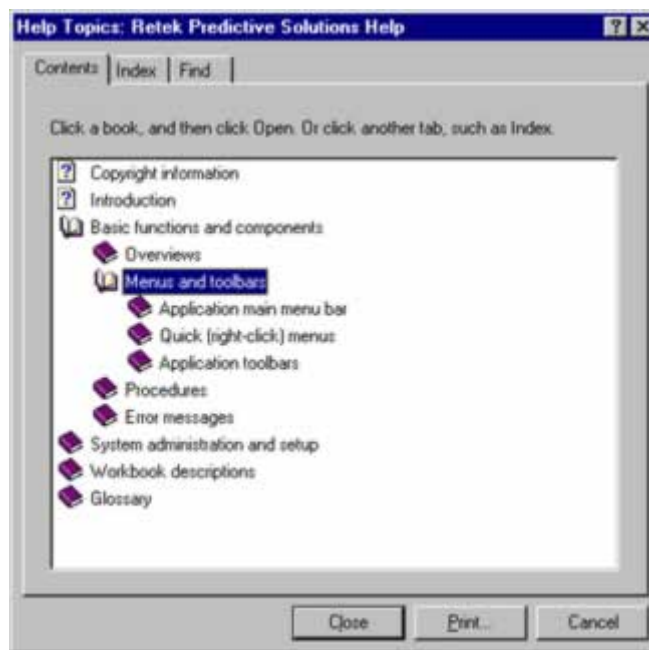 Help Topics: Retek Predictive Solutions Help
Contents Index Find
Click a book, and then click Open. Or click another tab, such as Index.
Copyright information
Introduction
Basic functions and components
Overviews
Menus and toolbars
Application main menu bar
Quick (right-click) menus
Application toolbars
Procedures
Error messages
System administration and setup
Workbook descriptions
Glossary
Close Print... Cancel